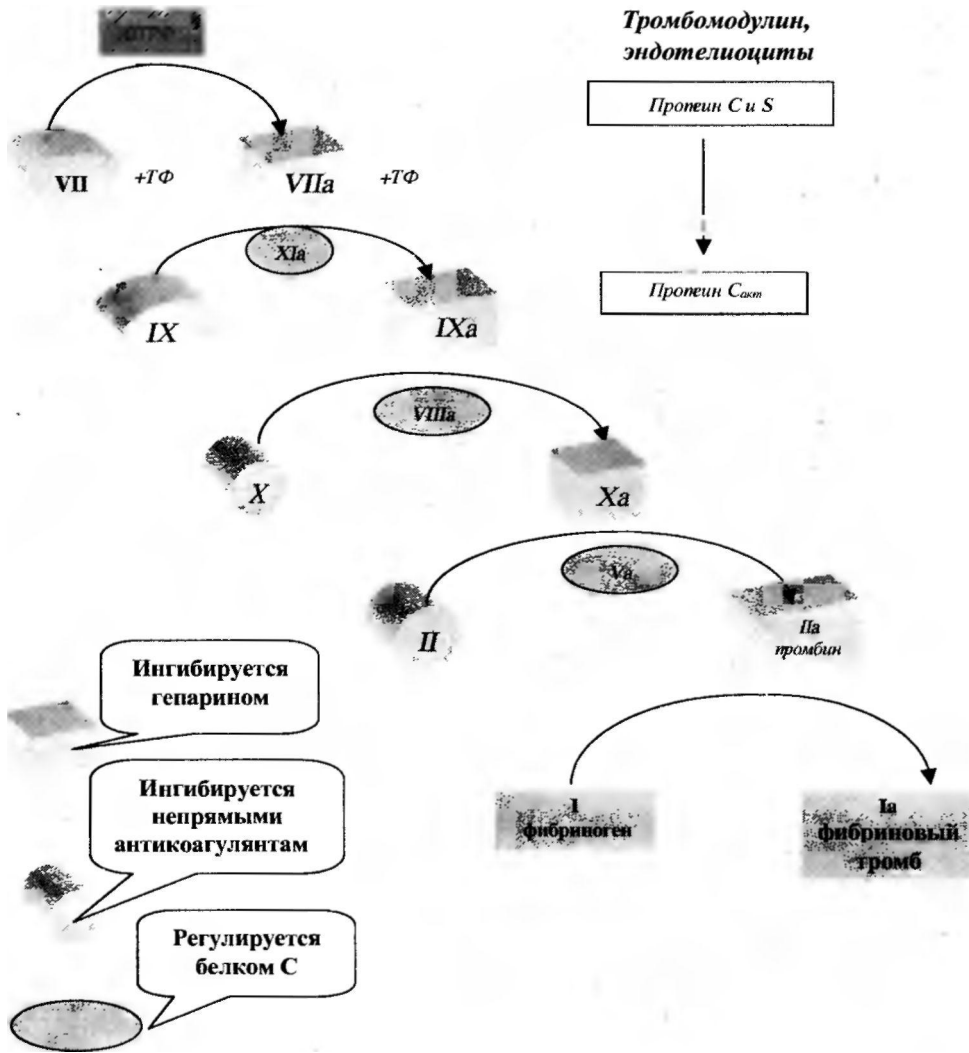 Тромбомодулин,
эндотелиоциты
Протеин С и S
VII
+ТФ
VIIa
+ТФ
XIa
IX
IXa
Протеин Сакт
VIIIa
X
Xa
Va
II
IIa
тромбин
Ингибируется
гепарином
Ингибируется
непрямыми
антикоагулянтам
I
фибриноген
Ia
фибриновый
тромб
Регулируется
белком С